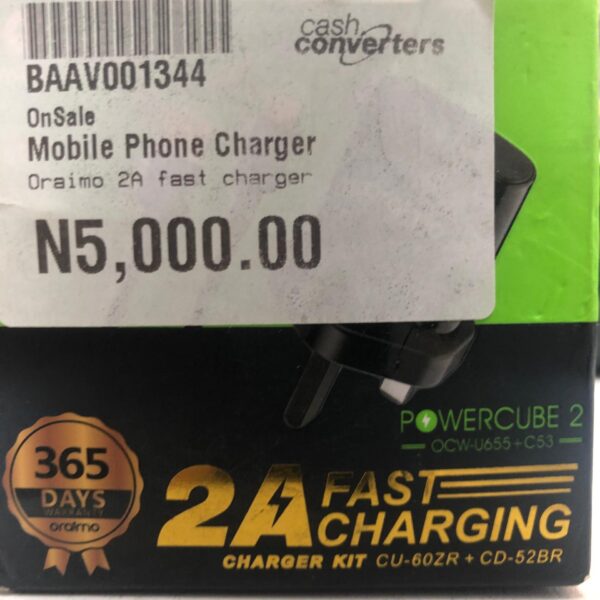 cash
converters
BAAV001344
OnSale
Mobile Phone Charger
Oraimo 2A fast charger
N5,000.00
POWERCUBE 2
OCW-U65S+C53
365
DAYS
WARRANTY
oraimo
2A FAST
CHARGING
CHARGER KIT CU-60ZR + CD-52BR